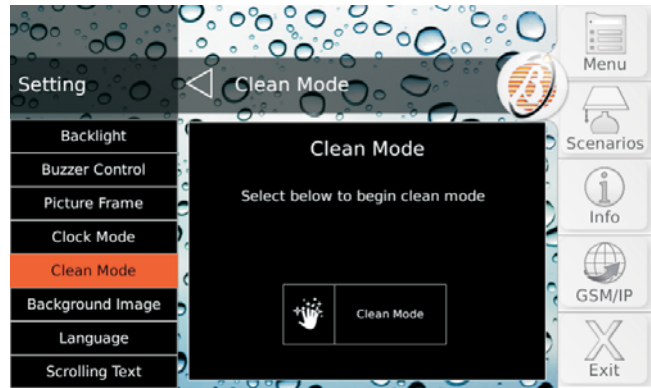 Setting
Clean Mode
Backlight
Buzzer Control
Picture Frame
Clock Mode
Clean Mode
Background Image
Language
Scrolling Text
Clean Mode
Select below to begin clean mode
Clean Mode
B
Menu
Scenarios
i
Info
GSM/IP
X
Exit